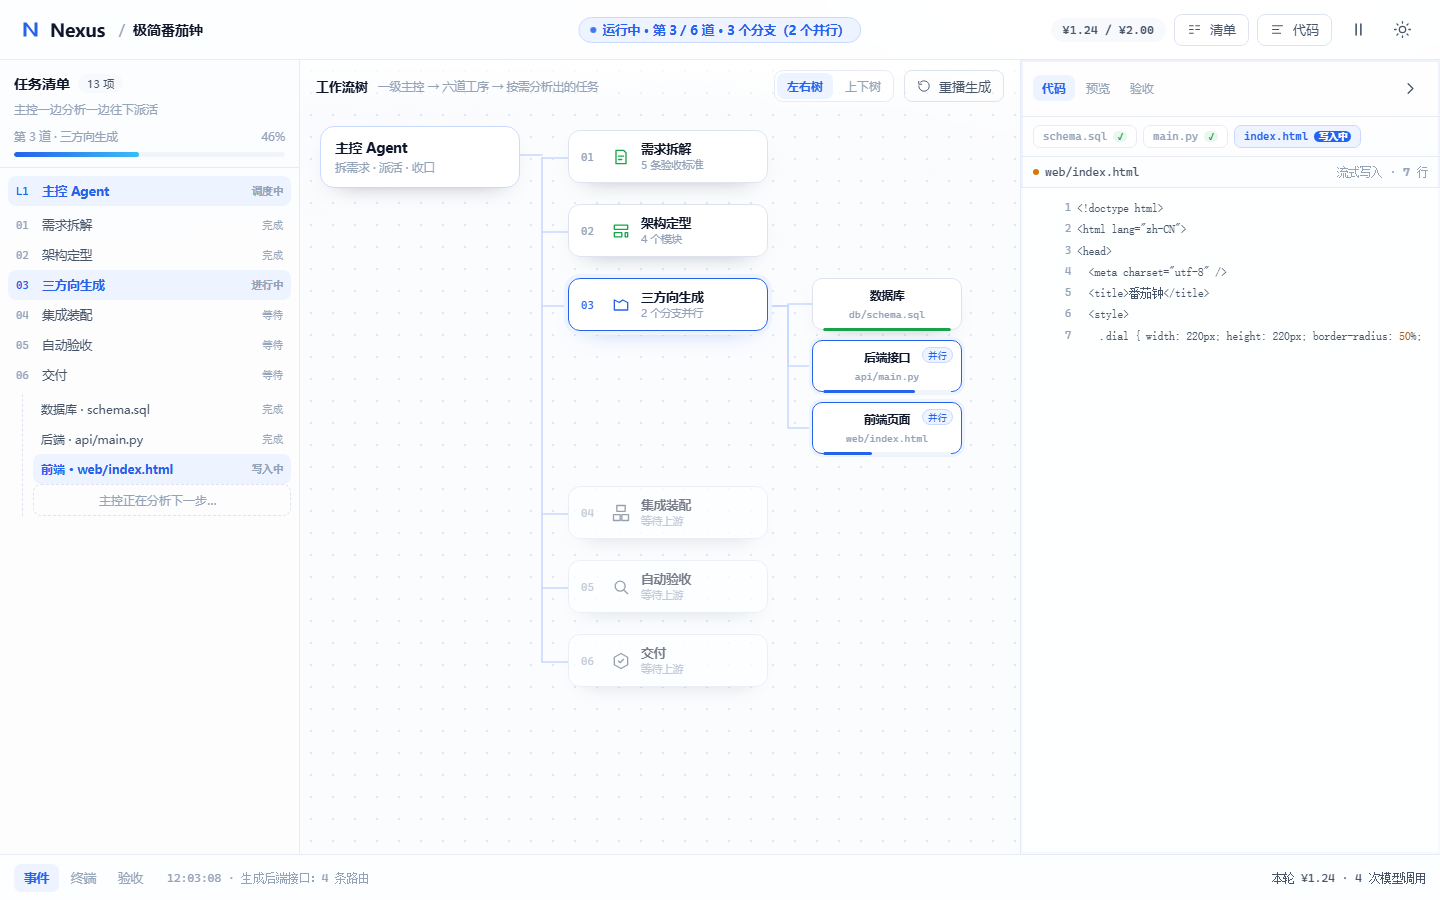 Nexus / 极简番茄钟
运行中 • 第 3 / 6 道 • 3 个分支（2 个并行）
¥1.24 / ¥2.00
清单
代码
任务清单 13 项
主控一边分析一边往下派活
第 3 道 · 三方向生成 46%
L1 主控 Agent 调度中
01 需求拆解 完成
02 架构定型 完成
03 三方向生成 进行中
04 集成装配 等待
05 自动验收 等待
06 交付 等待
数据库 · schema.sql 完成
后端 · api/main.py 完成
前端 • web/index.html 写入中
主控正在分析下一步...
工作流树 一级主控 → 六道工序 → 按需分析出的任务
左右树 上下树
重播生成
主控 Agent
拆需求 · 派活 · 收口
01 需求拆解
5 条验收标准
02 架构定型
4 个模块
03 三方向生成
2 个分支并行
数据库
db/schema.sql
后端接口 并行
api/main.py
前端页面 并行
web/index.html
04 集成装配
等待上游
05 自动验收
等待上游
06 交付
等待上游
代码 预览 验收
schema.sql ✓ main.py ✓ index.html 写入中
web/index.html 流式写入 · 7 行
1 <!doctype html>
2 <html lang="zh-CN">
3 <head>
4 <meta charset="utf-8" />
5 <title>番茄钟</title>
6 <style>
7 .dial { width: 220px; height: 220px; border-radius: 50%;
事件 终端 验收 12:03:08 · 生成后端接口: 4 条路由
本轮 ¥1.24 · 4 次模型调用